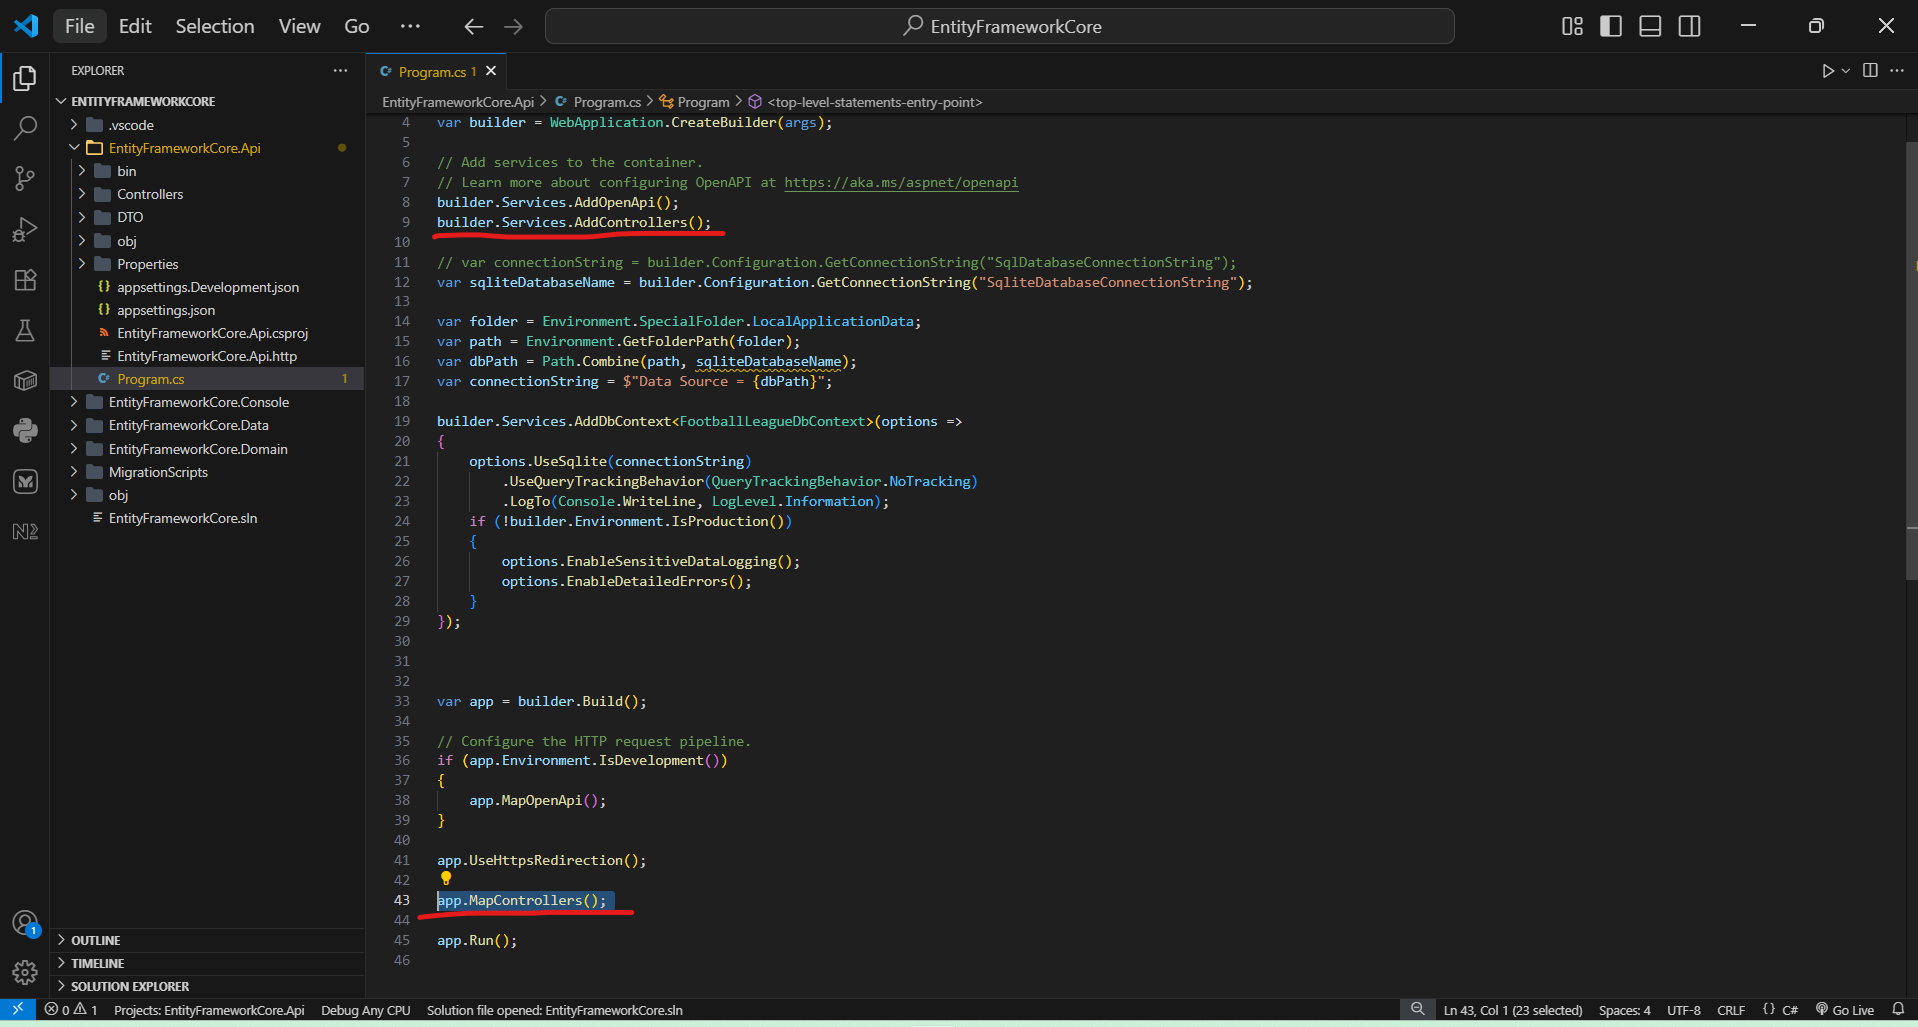 File Edit Selection View Go ··· EntityFrameworkCore
EXPLORER ···
ENTITYFRAMEWORKCORE
.vscode
EntityFrameworkCore.Api
bin
Controllers
DTO
obj
Properties
{} appsettings.Development.json
{} appsettings.json
EntityFrameworkCore.Api.csproj
EntityFrameworkCore.Api.http
C# Program.cs 1
EntityFrameworkCore.Console
EntityFrameworkCore.Data
EntityFrameworkCore.Domain
MigrationScripts
obj
EntityFrameworkCore.sln
OUTLINE
TIMELINE
SOLUTION EXPLORER
1
C# Program.cs 1
EntityFrameworkCore.Api > C# Program.cs > Program > <top-level-statements-entry-point>
4 var builder = WebApplication.CreateBuilder(args);
5
6 // Add services to the container.
7 // Learn more about configuring OpenAPI at https://aka.ms/aspnet/openapi
8 builder.Services.AddOpenApi();
9 builder.Services.AddControllers();
10
11 // var connectionString = builder.Configuration.GetConnectionString("SqlDatabaseConnectionString");
12 var sqliteDatabaseName = builder.Configuration.GetConnectionString("SqliteDatabaseConnectionString");
13
14 var folder = Environment.SpecialFolder.LocalApplicationData;
15 var path = Environment.GetFolderPath(folder);
16 var dbPath = Path.Combine(path, sqliteDatabaseName);
17 var connectionString = $"Data Source = {dbPath}";
18
19 builder.Services.AddDbContext<FootballLeagueDbContext>(options =>
20 {
21 options.UseSqlite(connectionString)
22 .UseQueryTrackingBehavior(QueryTrackingBehavior.NoTracking)
23 .LogTo(Console.WriteLine, LogLevel.Information);
24 if (!builder.Environment.IsProduction())
25 {
26 options.EnableSensitiveDataLogging();
27 options.EnableDetailedErrors();
28 }
29 });
30
31
32
33 var app = builder.Build();
34
35 // Configure the HTTP request pipeline.
36 if (app.Environment.IsDevelopment())
37 {
38 app.MapOpenApi();
39 }
40
41 app.UseHttpsRedirection();
42
43 app.MapControllers();
44
45 app.Run();
46
0 1 Projects: EntityFrameworkCore.Api Debug Any CPU Solution file opened: EntityFrameworkCore.sln Ln 43, Col 1 (23 selected) Spaces: 4 UTF-8 CRLF {} C# Go Live